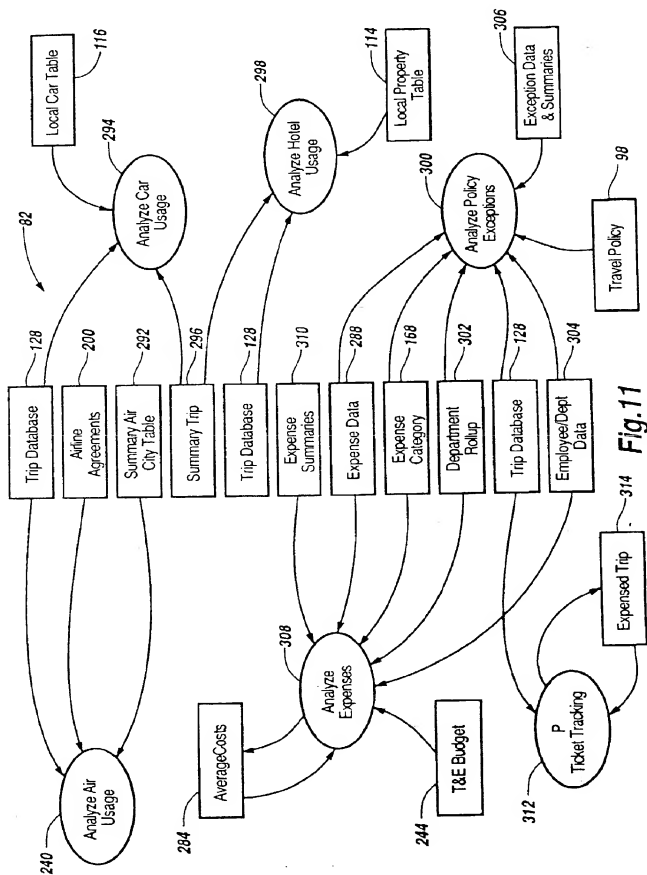 82
Local Car Table
116
Analyze Car
Usage
294
Analyze Hotel
Usage
298
Local Property
Table
114
Analyze Policy
Exceptions
300
Exception Data
& Summaries
306
Travel Policy
98
Trip Database
128
Airline
Agreements
200
Summary Air
City Table
292
Summary Trip
296
Trip Database
128
Expense
Summaries
310
Expense Data
288
Expense
Category
168
Department
Rollup
302
Trip Database
128
Employee/Dept
Data
304
Analyze Air
Usage
240
AverageCosts
284
Analyze
Expenses
308
T&E Budget
244
P
Ticket Tracking
312
Expensed Trip
314
Fig.11